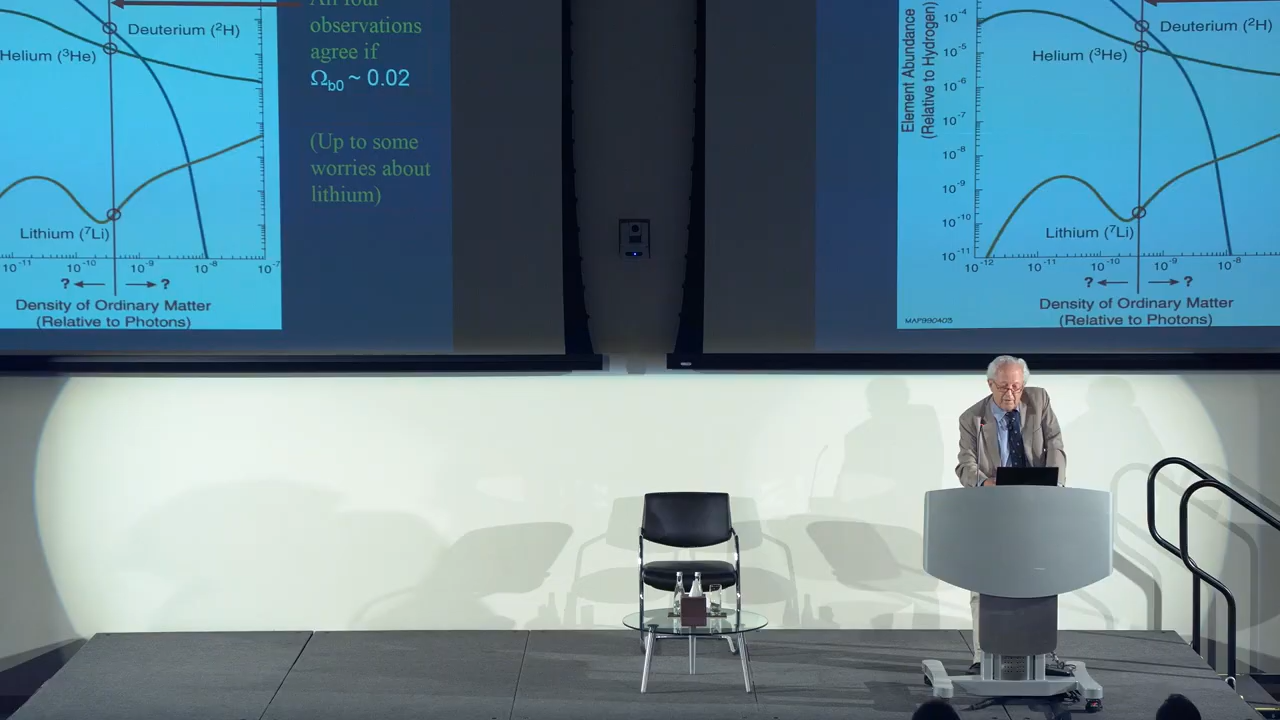 All four
observations
agree if
Ωb0 ~ 0.02
(Up to some
worries about
lithium)
Deuterium (²H)
Helium (³He)
Lithium (⁷Li)
10⁻¹¹ 10⁻¹⁰ 10⁻⁹ 10⁻⁸ 10⁻⁷
? ← → ?
Density of Ordinary Matter
(Relative to Photons)
Element Abundance
(Relative to Hydrogen)
10⁻⁴
10⁻⁵
10⁻⁶
10⁻⁷
10⁻⁸
10⁻⁹
10⁻¹⁰
10⁻¹¹
Deuterium (²H)
Helium (³He)
Lithium (⁷Li)
10⁻¹² 10⁻¹¹ 10⁻¹⁰ 10⁻⁹ 10⁻⁸
? ← → ?
Density of Ordinary Matter
(Relative to Photons)
MAP990403